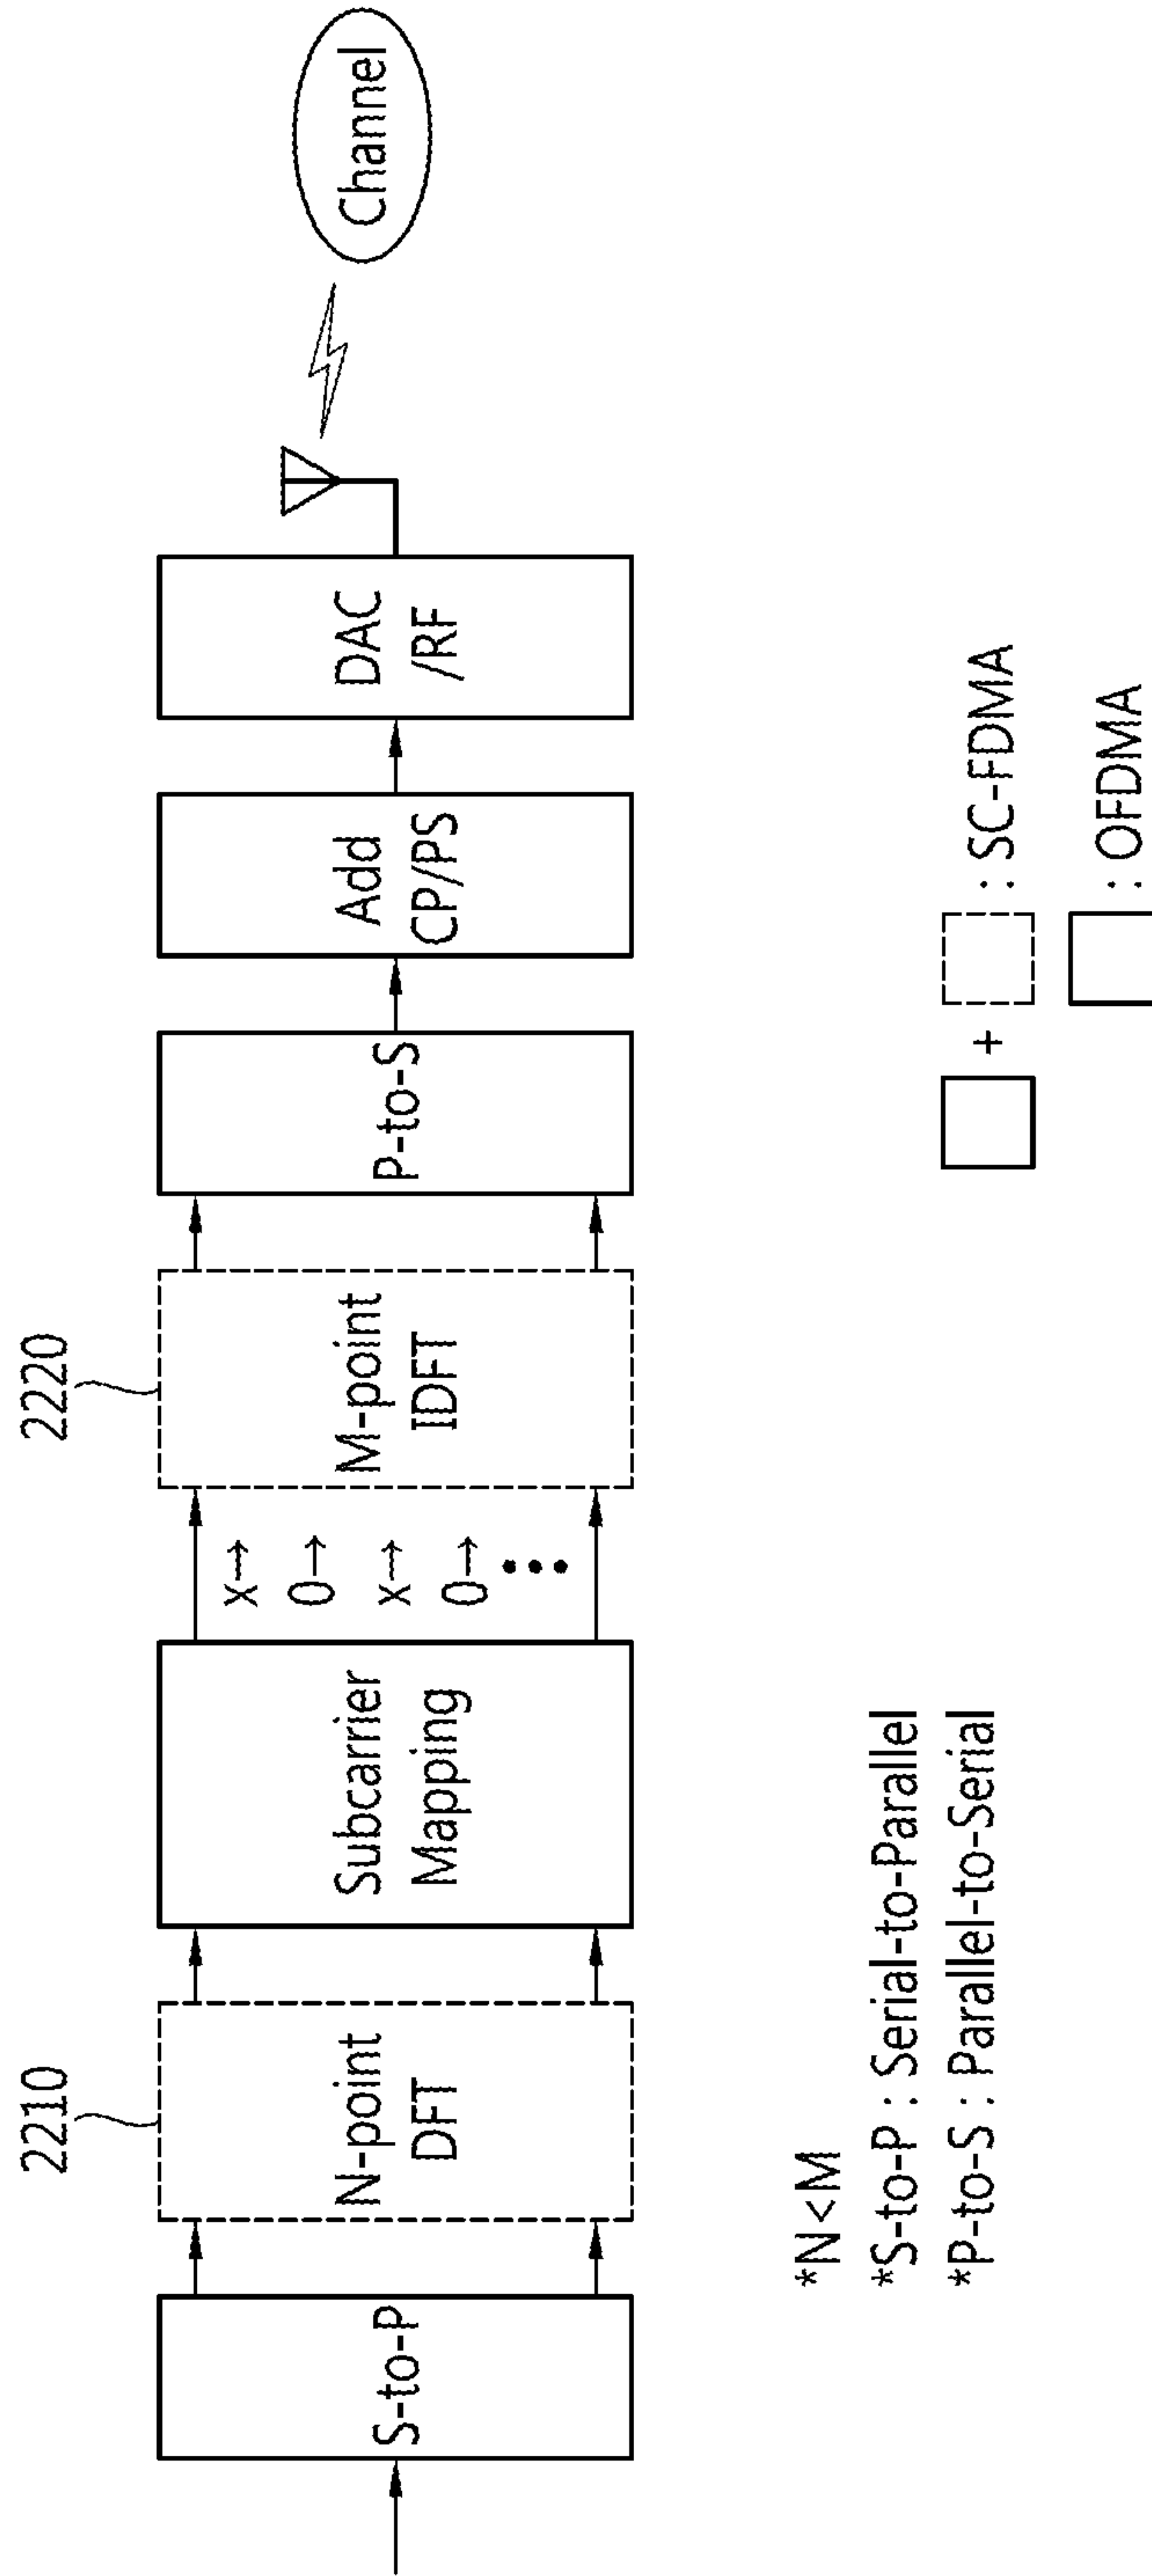 2210
2220
S-to-P
N-point
DFT
Subcarrier
Mapping
x→
0→
x→
0→
M-point
IDFT
P-to-S
Add
CP/PS
DAC
/RF
Channel
*N<M
*S-to-P : Serial-to-Parallel
*P-to-S : Parallel-to-Serial
+ : SC-FDMA
: OFDMA